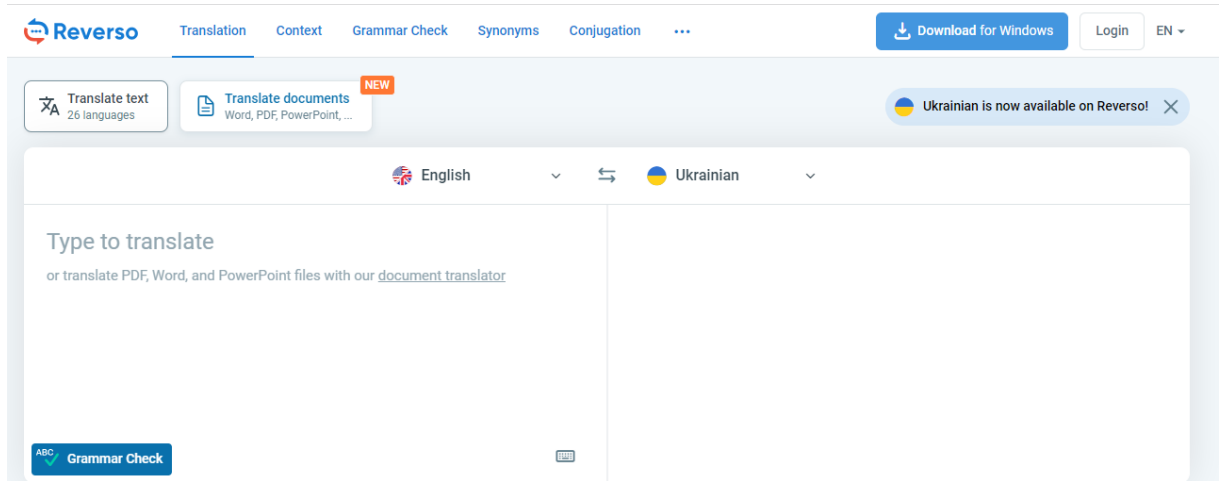 Reverso Translation Context Grammar Check Synonyms Conjugation ••• Download for Windows Login EN
NEW
Translate text
26 languages
Translate documents
Word, PDF, PowerPoint, ...
Ukrainian is now available on Reverso!
English Ukrainian
Type to translate
or translate PDF, Word, and PowerPoint files with our document translator
ABC Grammar Check